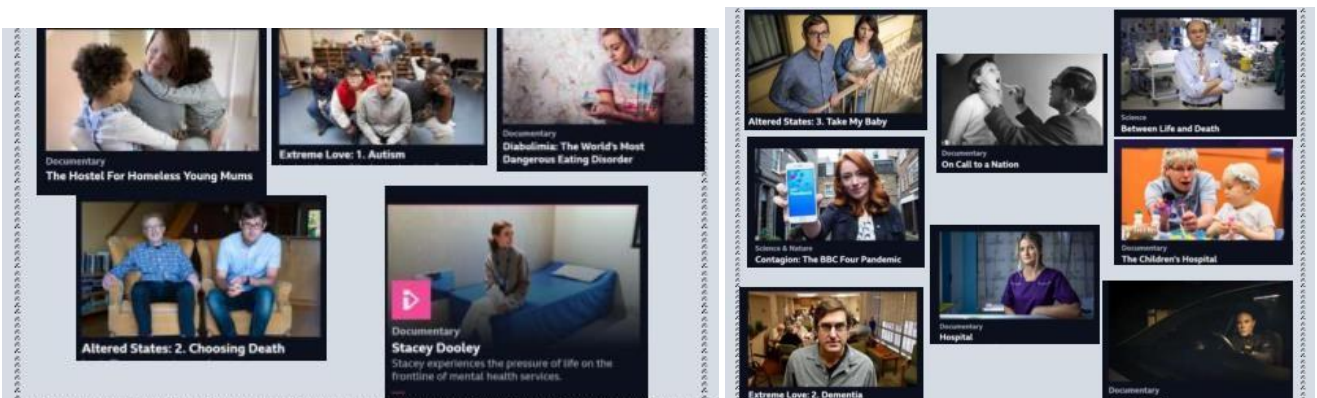 Documentary
The Hostel For Homeless Young Mums
Extreme Love: 1. Autism
Documentary
Diabulimia: The World's Most
Dangerous Eating Disorder
Altered States: 2. Choosing Death
Documentary
Stacey Dooley
Stacey experiences the pressure of life on the
frontline of mental health services.
Altered States: 3. Take My Baby
Documentary
On Call to a Nation
Science
Between Life and Death
Science & Nature
Contagion: The BBC Four Pandemic
Documentary
The Children's Hospital
Documentary
Hospital
Extreme Love: 2. Dementia
Documentary